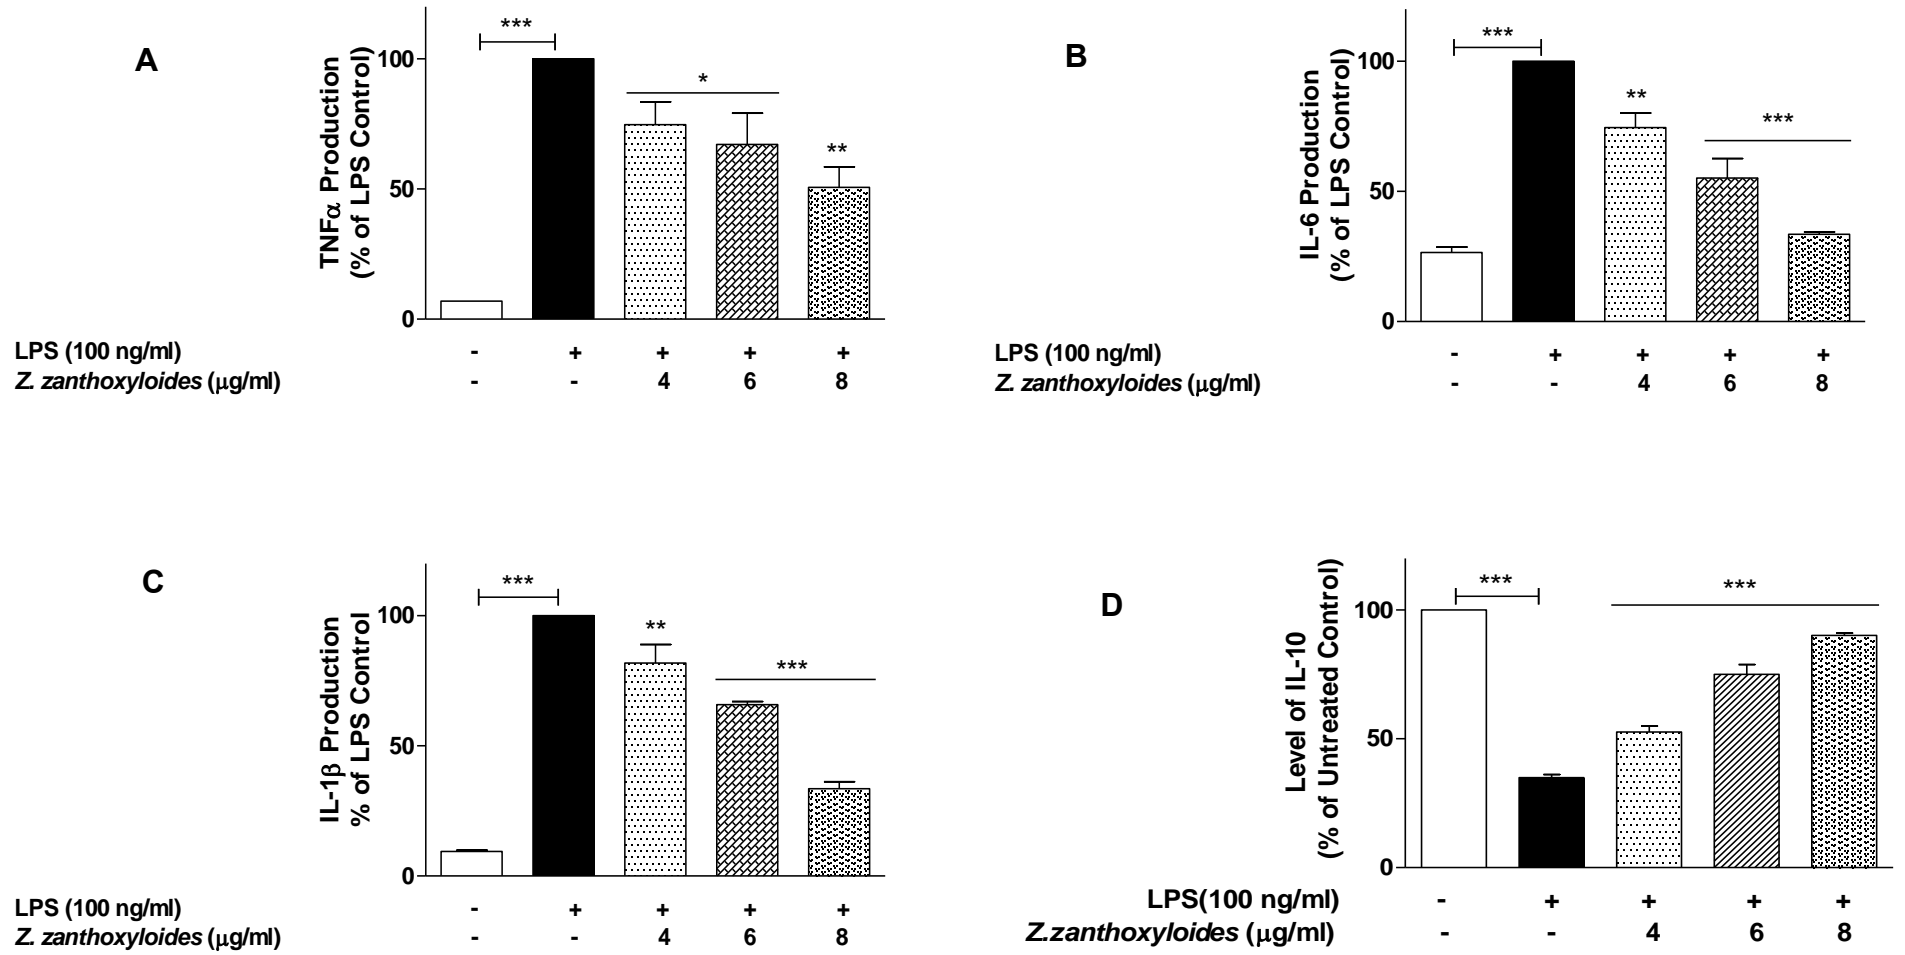 A
TNFα Production
(% of LPS Control)
100
50
0
***
*
**
LPS (100 ng/ml) - + + + +
Z. zanthoxyloides (μg/ml) - - 4 6 8
B
IL-6 Production
(% of LPS Control)
100
50
0
***
**
***
LPS (100 ng/ml) - + + + +
Z. zanthoxyloides (μg/ml) - - 4 6 8
C
IL-1β Production
% of LPS Control
100
50
0
***
**
***
LPS (100 ng/ml) - + + + +
Z. zanthoxyloides (μg/ml) - - 4 6 8
D
Level of IL-10
(% of Untreated Control)
100
50
0
***
***
LPS(100 ng/ml) - + + + +
Z.zanthoxyloides (μg/ml) - - 4 6 8